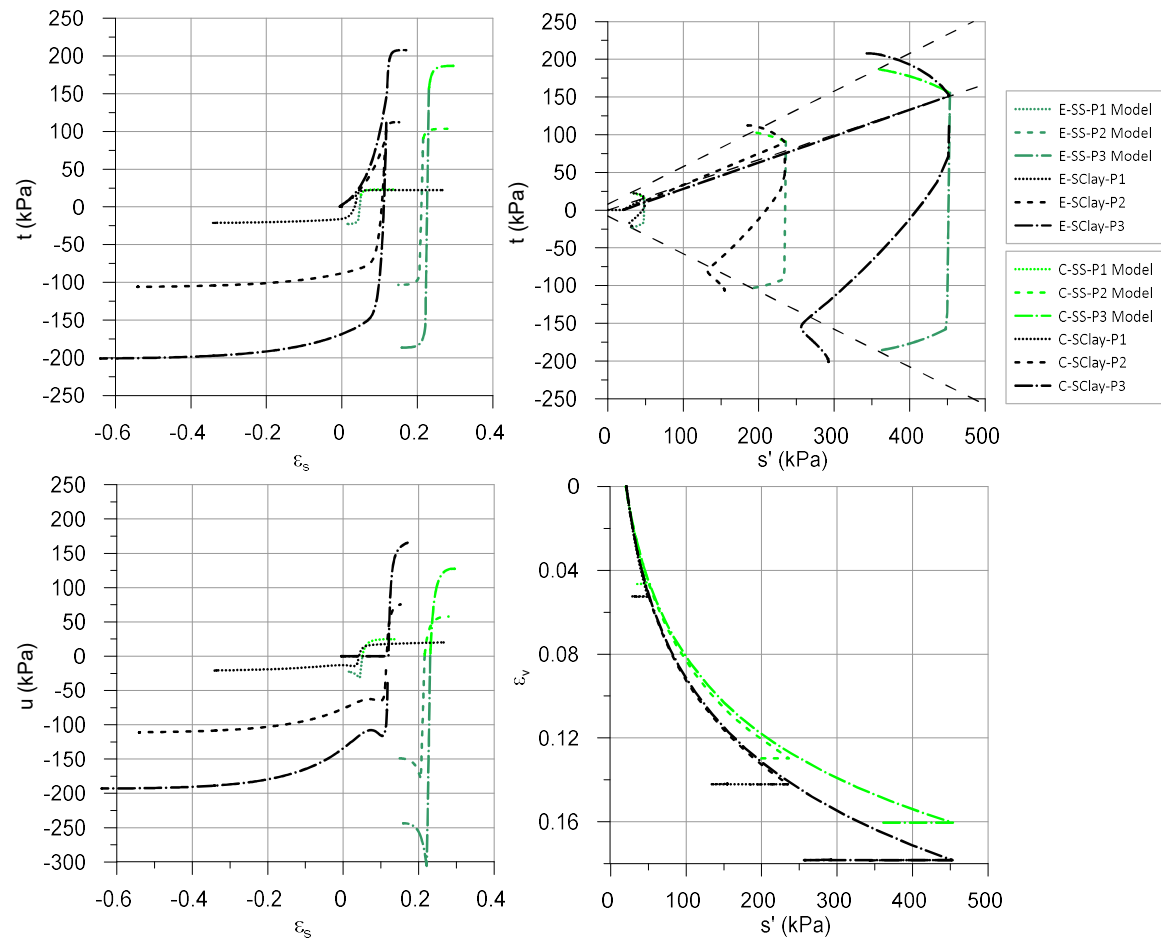 250
200
150
100
50
0
-50
-100
-150
-200
-250
t (kPa)
-0.6 -0.4 -0.2 0 0.2 0.4
εs
250
200
150
100
50
0
-50
-100
-150
-200
-250
t (kPa)
0 100 200 300 400 500
s' (kPa)
E-SS-P1 Model
E-SS-P2 Model
E-SS-P3 Model
E-SClay-P1
E-SClay-P2
E-SClay-P3
C-SS-P1 Model
C-SS-P2 Model
C-SS-P3 Model
C-SClay-P1
C-SClay-P2
C-SClay-P3
250
200
150
100
50
0
-50
-100
-150
-200
-250
-300
u (kPa)
-0.6 -0.4 -0.2 0 0.2 0.4
εs
0
0.04
0.08
0.12
0.16
εv
0 100 200 300 400 500
s' (kPa)